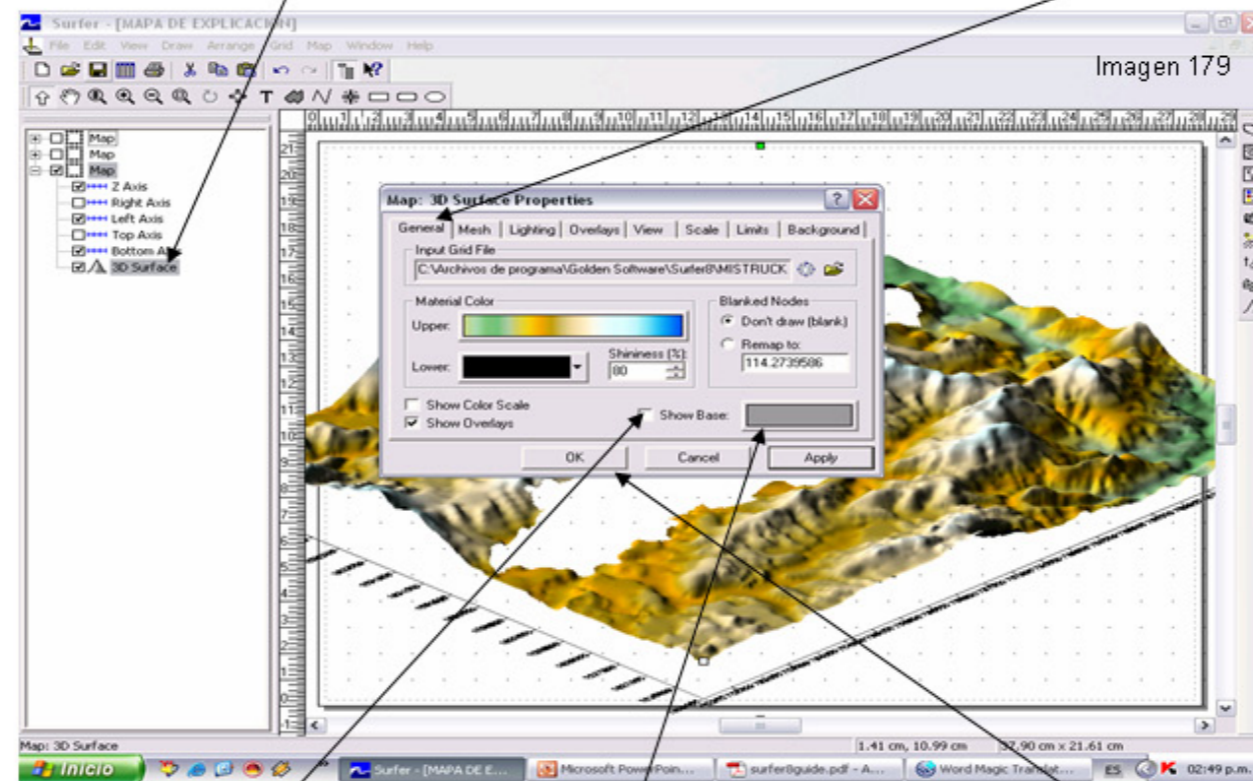 Surfer - [MAPA DE EXPLICACION]
File Edit View Draw Arrange Grid Map Window Help
Imagen 179
Map
Map
Map
Z Axis
Right Axis
Left Axis
Top Axis
Bottom A
3D Surface
Map: 3D Surface Properties
General Mesh Lighting Overlays View Scale Limits Background
Input Grid File
C:\Archivos de programa\Golden Software\Surfer8\MISTRUCK
Material Color
Upper:
Lower:
Shininess (%):
80
Blanked Nodes
Don't draw (blank)
Remap to:
114.2739586
Show Color Scale
Show Overlays
Show Base:
OK Cancel Apply
Map: 3D Surface
1.41 cm, 10.99 cm 37,90 cm x 21.61 cm
Inicio
Surfer - [MAPA DE E...
Microsoft PowerPoin...
surfer8guide.pdf - A...
Word Magic Translat...
ES
02:49 p.m.